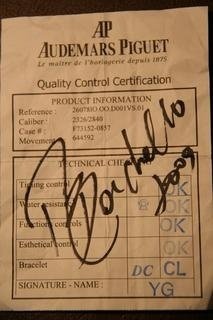 AP
AUDEMARS PIGUET
Le maître de l'horlogerie depuis 1875
Quality Control Certification
PRODUCT INFORMATION
Reference : 26078IO.OO.D001VS.01
Caliber : 2326/2840
Case # : F73152-0857
Movement : 644592
TECHNICAL CHE
Timing control OK
Water resistance OK
Functions controls OK
Esthetical control OK
Bracelet DC CL
SIGNATURE - NAME : YG